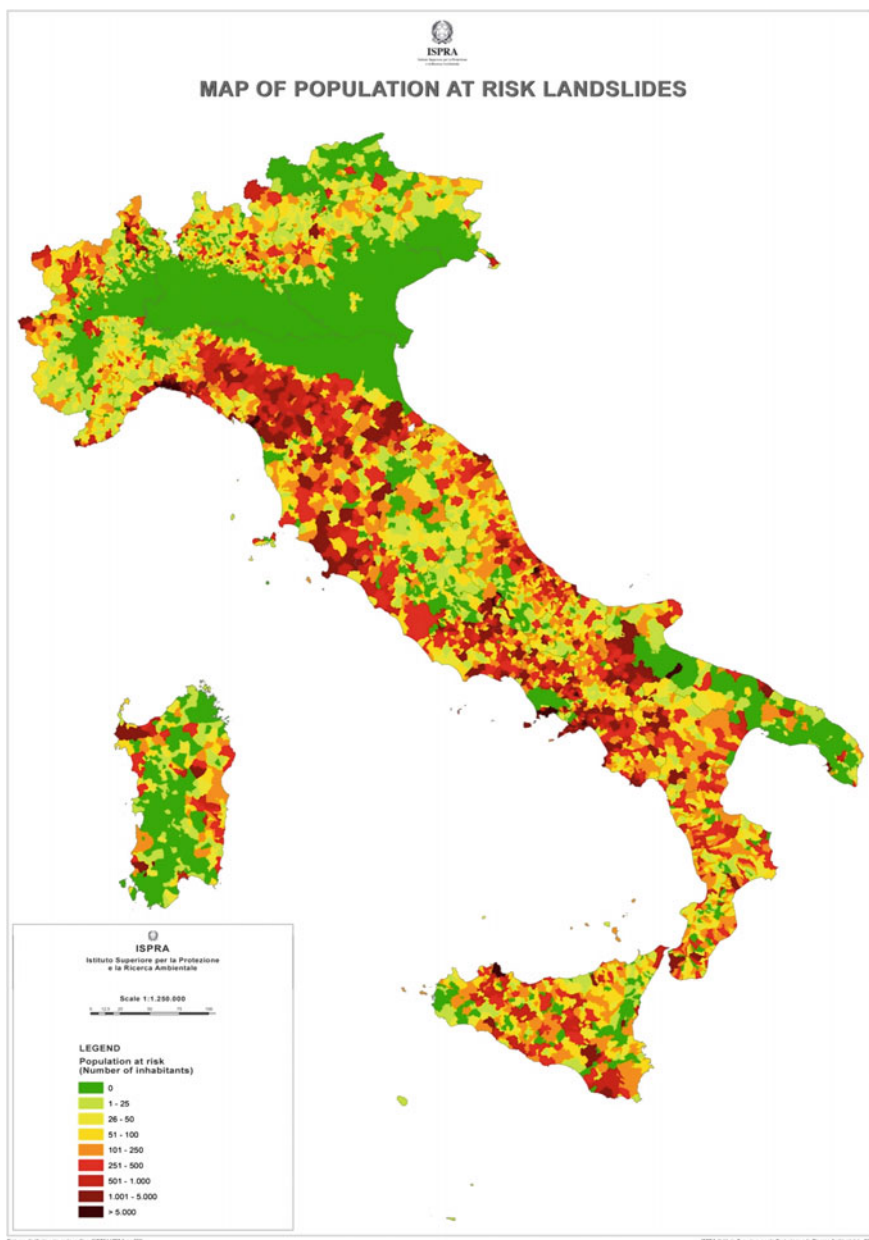 ISPRA
MAP OF POPULATION AT RISK LANDSLIDES
ISPRA
Istituto Superiore per la Protezione
e la Ricerca Ambientale
Scale 1:1.250.000
LEGEND
Population at risk
(Number of inhabitants)
0
1 - 25
26 - 50
51 - 100
101 - 250
251 - 500
501 - 1.000
1.001 - 5.000
> 5.000